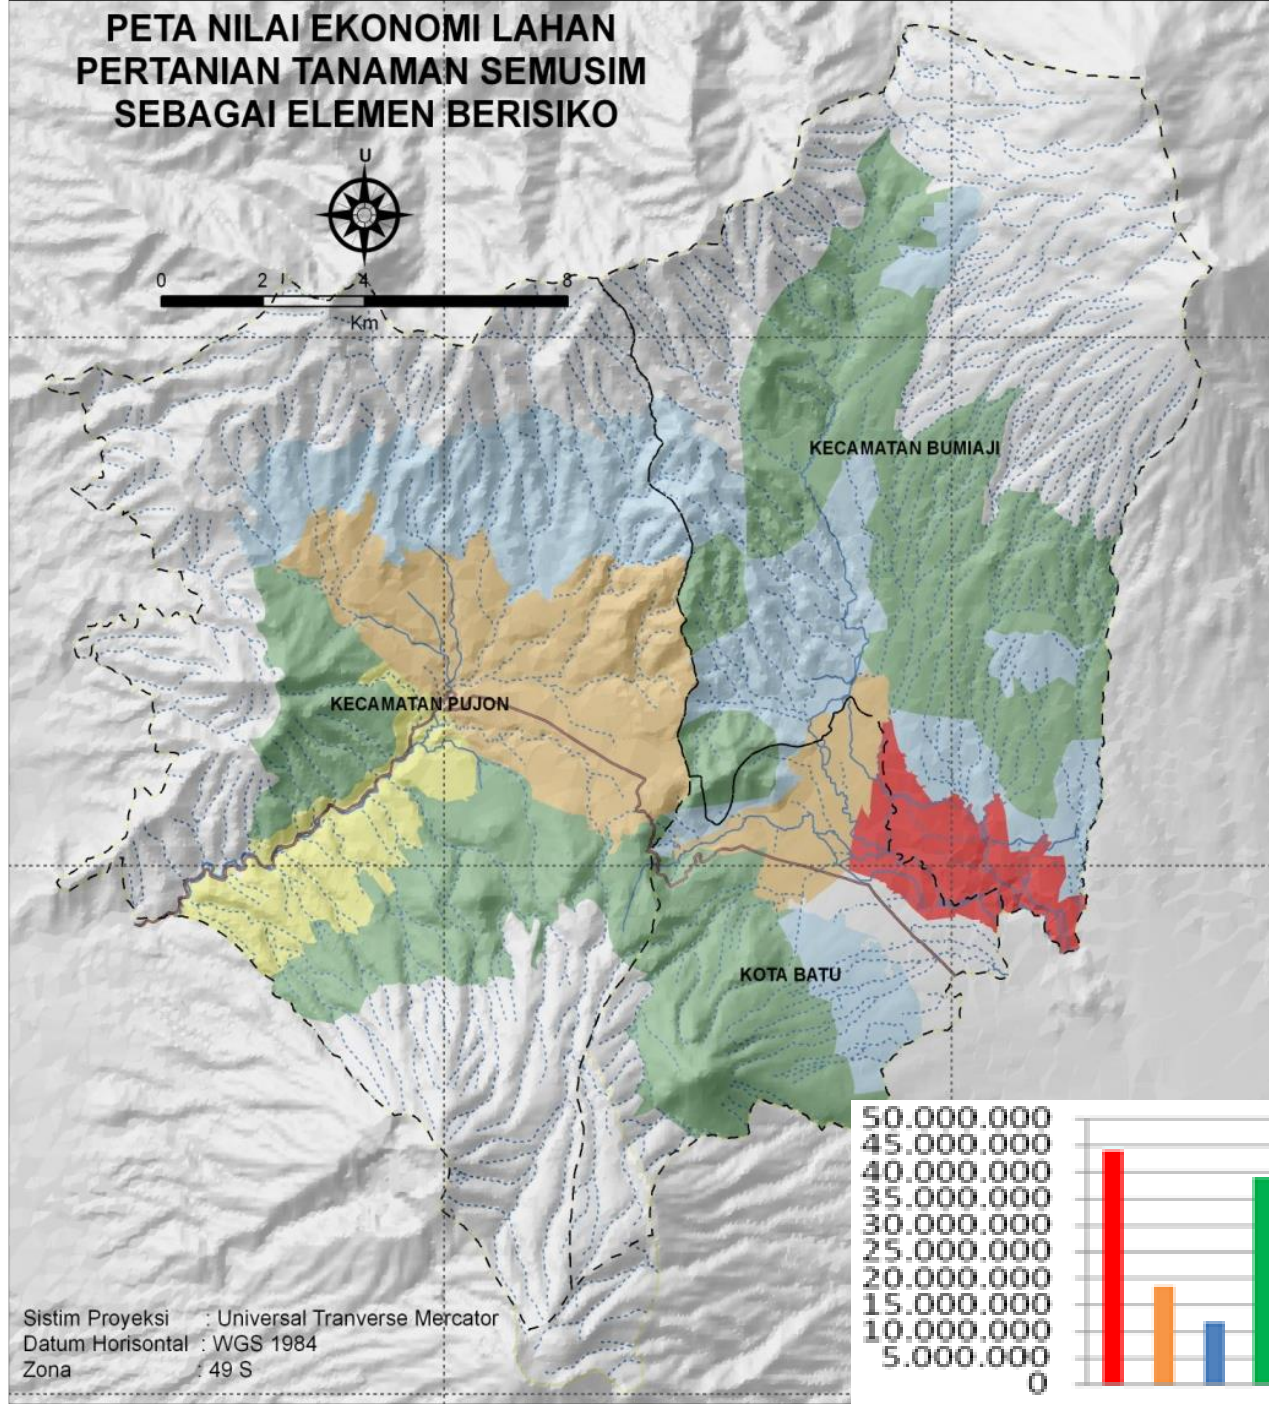 PETA NILAI EKONOMI LAHAN
PERTANIAN TANAMAN SEMUSIM
SEBAGAI ELEMEN BERISIKO
U
0 2 4 8
Km
KECAMATAN BUMIAJI
KECAMATAN PUJON
KOTA BATU
Sistim Proyeksi : Universal Tranverse Mercator
Datum Horisontal : WGS 1984
Zona : 49 S
50.000.000
45.000.000
40.000.000
35.000.000
30.000.000
25.000.000
20.000.000
15.000.000
10.000.000
5.000.000
0